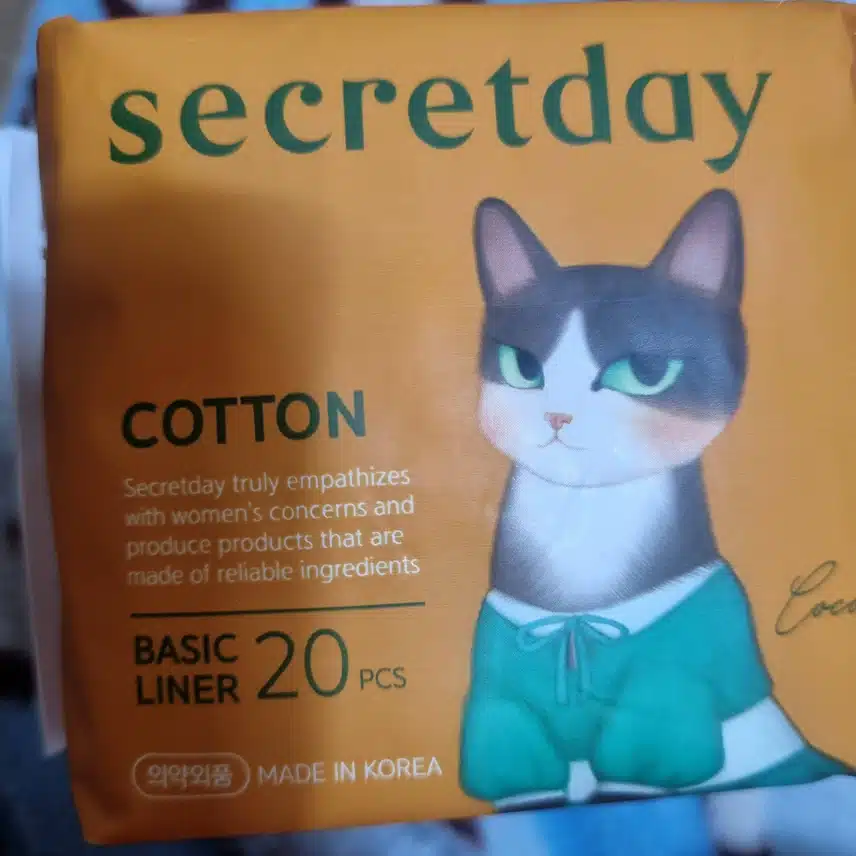 secretday
COTTON
Secretday truly empathizes
with women's concerns and
produce products that are
made of reliable ingredients
BASIC
LINER 20 PCS
의약외품 MADE IN KOREA